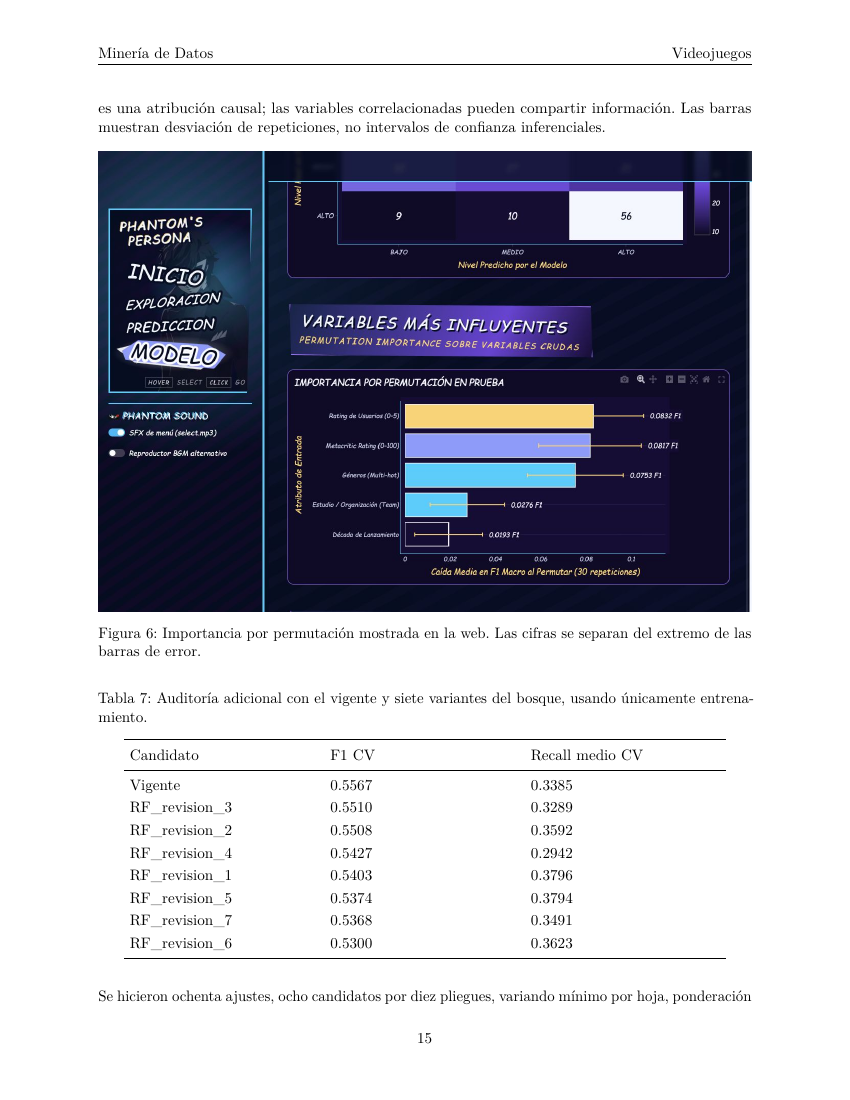 Minería de Datos Videojuegos
es una atribución causal; las variables correlacionadas pueden compartir información. Las barras
muestran desviación de repeticiones, no intervalos de confianza inferenciales.
PHANTOM'S
PERSONA
INICIO
EXPLORACION
PREDICCION
MODELO
HOVER SELECT CLICK GO
PHANTOM SOUND
SFX de menú (select.mp3)
Reproductor BGM alternativo
20
10
ALTO 9 10 56
BAJO MEDIO ALTO
Nivel Predicho por el Modelo
VARIABLES MÁS INFLUYENTES
PERMUTATION IMPORTANCE SOBRE VARIABLES CRUDAS
IMPORTANCIA POR PERMUTACIÓN EN PRUEBA
Atributo de Entrada
Rating de Usuarios (0-5) 0.0832 F1
Metacritic Rating (0-100) 0.0817 F1
Géneros (Multi-hot) 0.0753 F1
Estudio / Organización (Team) 0.0276 F1
Década de Lanzamiento 0.0193 F1
0 0.02 0.04 0.06 0.08 0.1
Caída Media en F1 Macro al Permutar (30 repeticiones)
Figura 6: Importancia por permutación mostrada en la web. Las cifras se separan del extremo de las
barras de error.
Tabla 7: Auditoría adicional con el vigente y siete variantes del bosque, usando únicamente entrena-
miento.
Candidato F1 CV Recall medio CV
Vigente 0.5567 0.3385
RF_revision_3 0.5510 0.3289
RF_revision_2 0.5508 0.3592
RF_revision_4 0.5427 0.2942
RF_revision_1 0.5403 0.3796
RF_revision_5 0.5374 0.3794
RF_revision_7 0.5368 0.3491
RF_revision_6 0.5300 0.3623
Se hicieron ochenta ajustes, ocho candidatos por diez pliegues, variando mínimo por hoja, ponderación
15